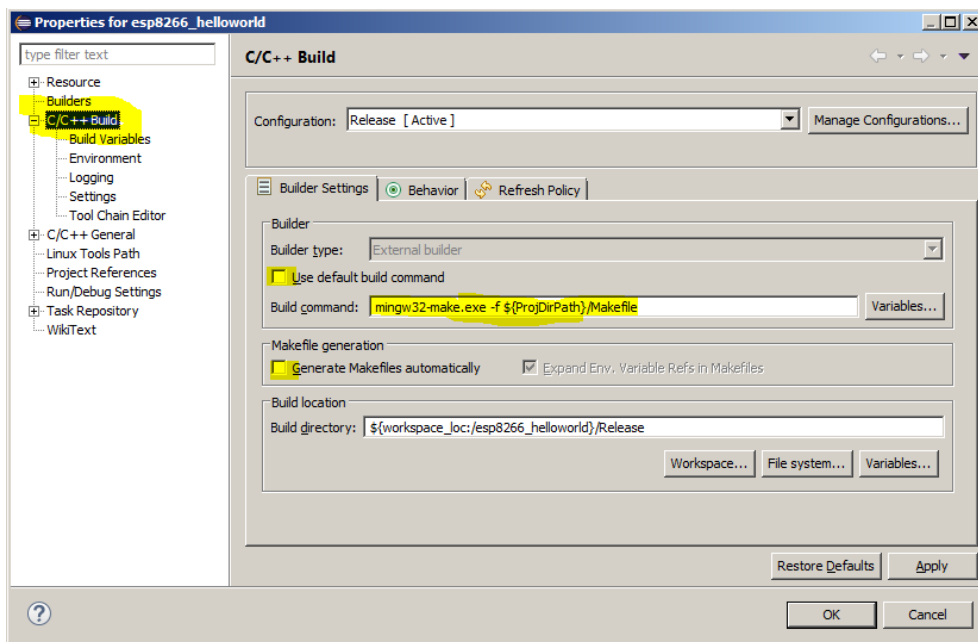 Properties for esp8266_helloworld
type filter text
Resource
Builders
C/C++ Build
Build Variables
Environment
Logging
Settings
Tool Chain Editor
C/C++ General
Linux Tools Path
Project References
Run/Debug Settings
Task Repository
WikiText
C/C++ Build
Configuration: Release [ Active ] Manage Configurations...
Builder Settings Behavior Refresh Policy
Builder
Builder type: External builder
Use default build command
Build command: mingw32-make.exe -f ${ProjDirPath}/Makefile Variables...
Makefile generation
Generate Makefiles automatically Expand Env. Variable Refs in Makefiles
Build location
Build directory: ${workspace_loc:/esp8266_helloworld}/Release
Workspace... File system... Variables...
Restore Defaults Apply
? OK Cancel